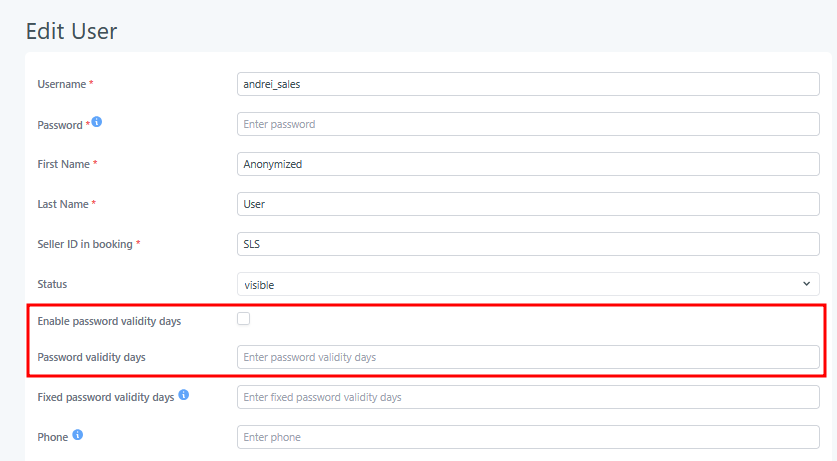 Edit User
Username * andrei_sales
Password * Enter password
First Name * Anonymized
Last Name * User
Seller ID in booking * SLS
Status visible
Enable password validity days
Password validity days Enter password validity days
Fixed password validity days Enter fixed password validity days
Phone Enter phone